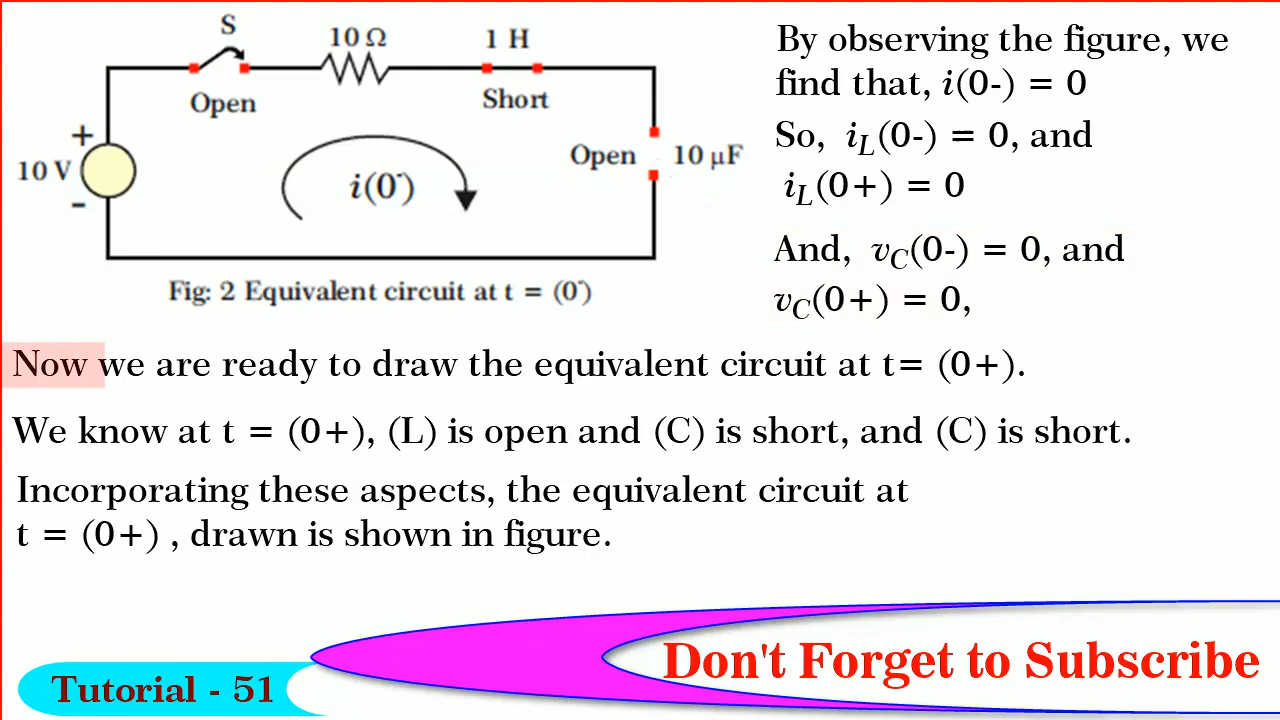 S
10 Ω
1 H
Open
Short
+
10 V
-
i(0-)
Open
10 µF
Fig: 2 Equivalent circuit at t = (0-)
By observing the figure, we
find that, i(0-) = 0
So, iL(0-) = 0, and
iL(0+) = 0
And, vC(0-) = 0, and
vC(0+) = 0,
Now we are ready to draw the equivalent circuit at t= (0+).
We know at t = (0+), (L) is open and (C) is short, and (C) is short.
Incorporating these aspects, the equivalent circuit at
t = (0+) , drawn is shown in figure.
Tutorial - 51
Don't Forget to Subscribe